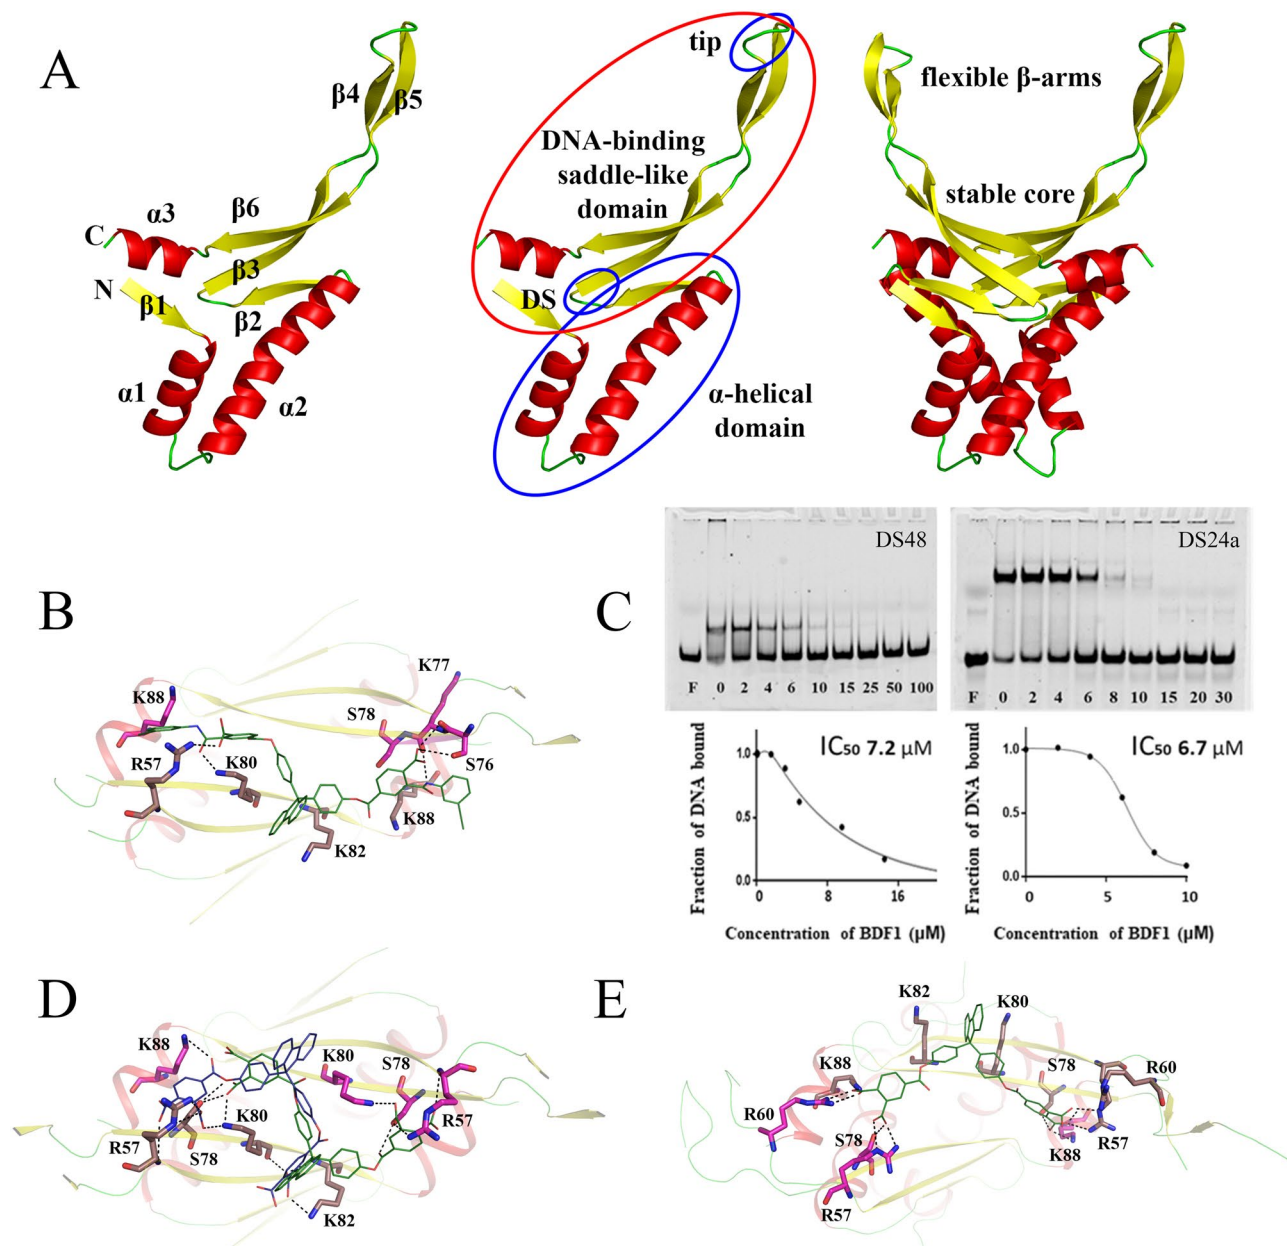 A
β4
β5
α3
β6
C
β3
N
β1
β2
α1
α2
tip
DNA-binding
saddle-like
domain
DS
α-helical
domain
flexible β-arms
stable core
B
K88
K77
S78
R57
K80
S76
K88
K82
C
DS48
F 0 2 4 6 10 15 25 50 100
DS24a
F 0 2 4 6 8 10 15 20 30
Fraction of DNA bound
1.0
0.5
0.0
IC50 7.2 μM
0 8 16
Concentration of BDF1 (μM)
Fraction of DNA bound
1.0
0.5
0.0
IC50 6.7 μM
0 5 10
Concentration of BDF1 (μM)
D
K88
K80
S78
K80
R57
S78
R57
K82
E
K82
K80
K88
S78
R60
R60
S78
R57
K88
R57